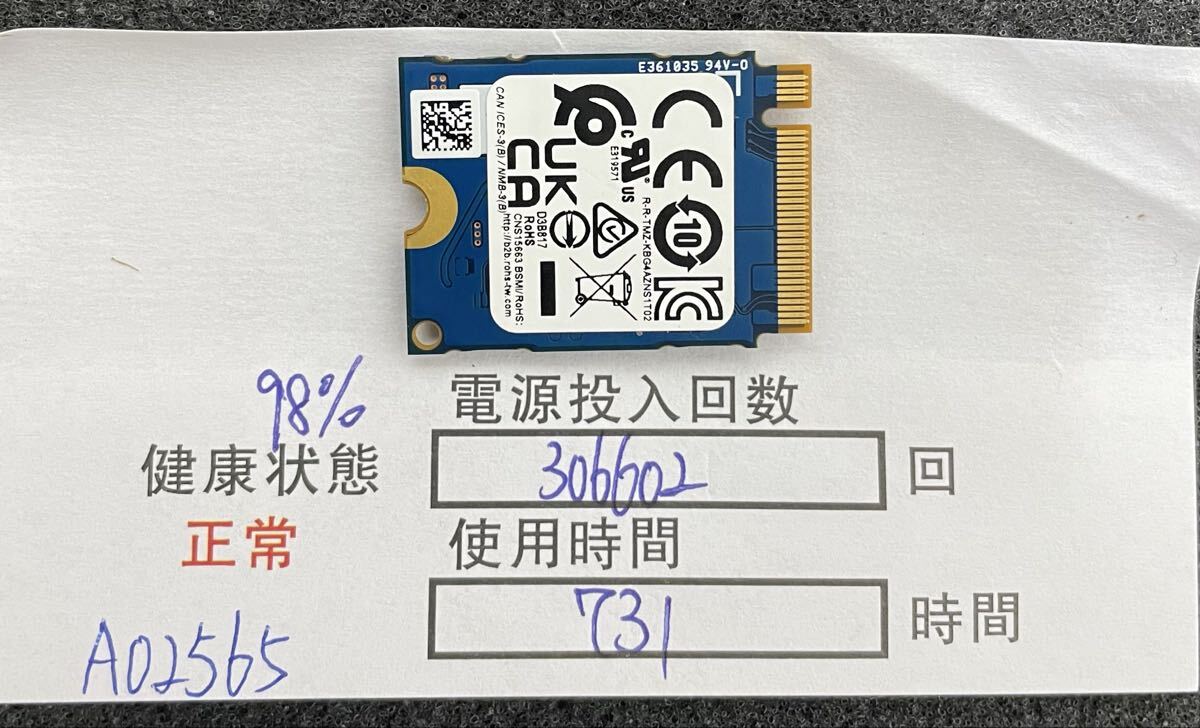 E361035 94V-0
CE
10
R-R-TMZ-KBG4AZNS1T02
C US
E319571
UK
CA
D3B817
RoHS
CNS15663 BSMI/RoHS:
http://b2b.rohs-tw.com
CAN ICES-3(B) / NMB-3(B)
98%
電源投入回数
健康状態
306602
回
正常
使用時間
731
時間
A02565